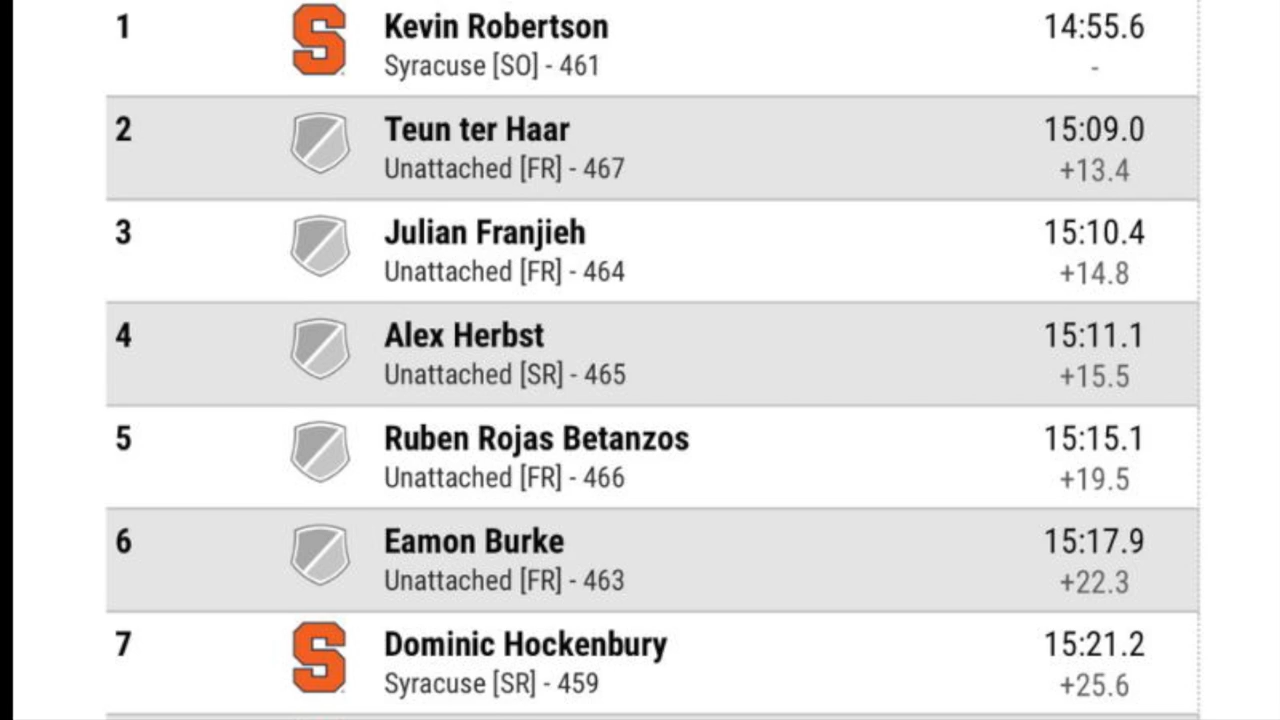 1 S Kevin Robertson 14:55.6
Syracuse [SO] - 461 -
2 Teun ter Haar 15:09.0
Unattached [FR] - 467 +13.4
3 Julian Franjieh 15:10.4
Unattached [FR] - 464 +14.8
4 Alex Herbst 15:11.1
Unattached [SR] - 465 +15.5
5 Ruben Rojas Betanzos 15:15.1
Unattached [FR] - 466 +19.5
6 Eamon Burke 15:17.9
Unattached [FR] - 463 +22.3
7 S Dominic Hockenbury 15:21.2
Syracuse [SR] - 459 +25.6